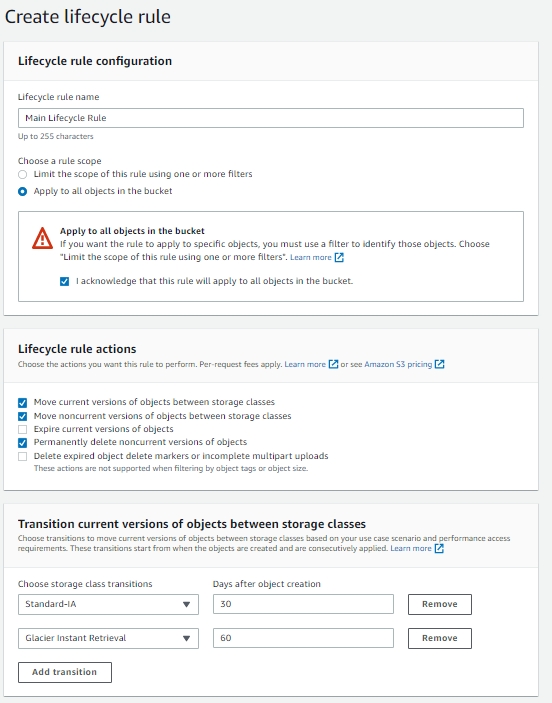 Create lifecycle rule
Lifecycle rule configuration
Lifecycle rule name
Main Lifecycle Rule
Up to 255 characters
Choose a rule scope
Limit the scope of this rule using one or more filters
Apply to all objects in the bucket
Apply to all objects in the bucket
If you want the rule to apply to specific objects, you must use a filter to identify those objects. Choose
"Limit the scope of this rule using one or more filters". Learn more
I acknowledge that this rule will apply to all objects in the bucket.
Lifecycle rule actions
Choose the actions you want this rule to perform. Per-request fees apply. Learn more or see Amazon S3 pricing
Move current versions of objects between storage classes
Move noncurrent versions of objects between storage classes
Expire current versions of objects
Permanently delete noncurrent versions of objects
Delete expired object delete markers or incomplete multipart uploads
These actions are not supported when filtering by object tags or object size.
Transition current versions of objects between storage classes
Choose transitions to move current versions of objects between storage classes based on your use case scenario and performance access
requirements. These transitions start from when the objects are created and are consecutively applied. Learn more
Choose storage class transitions Days after object creation
Standard-IA 30 Remove
Glacier Instant Retrieval 60 Remove
Add transition